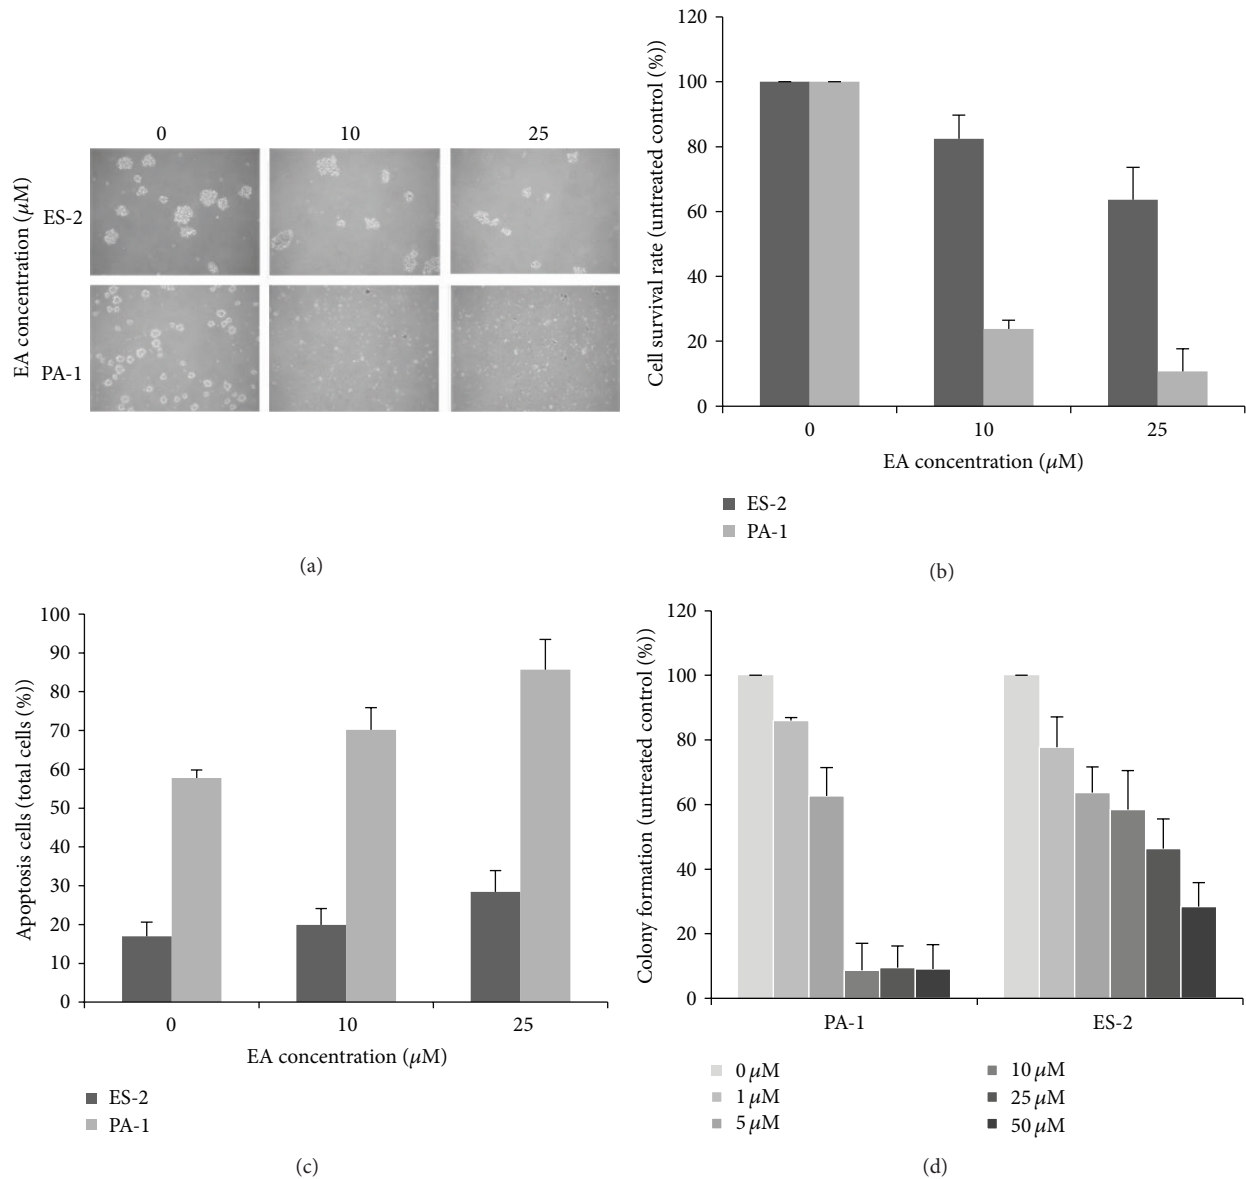 0 10 25
EA concentration (μM)
ES-2
PA-1
(a)
120
100
80
60
40
20
0
Cell survival rate (untreated control (%))
0 10 25
EA concentration (μM)
ES-2
PA-1
(b)
100
90
80
70
60
50
40
30
20
10
0
Apoptosis cells (total cells (%))
0 10 25
EA concentration (μM)
ES-2
PA-1
(c)
120
100
80
60
40
20
0
Colony formation (untreated control (%))
PA-1 ES-2
0 μM
1 μM
5 μM
10 μM
25 μM
50 μM
(d)